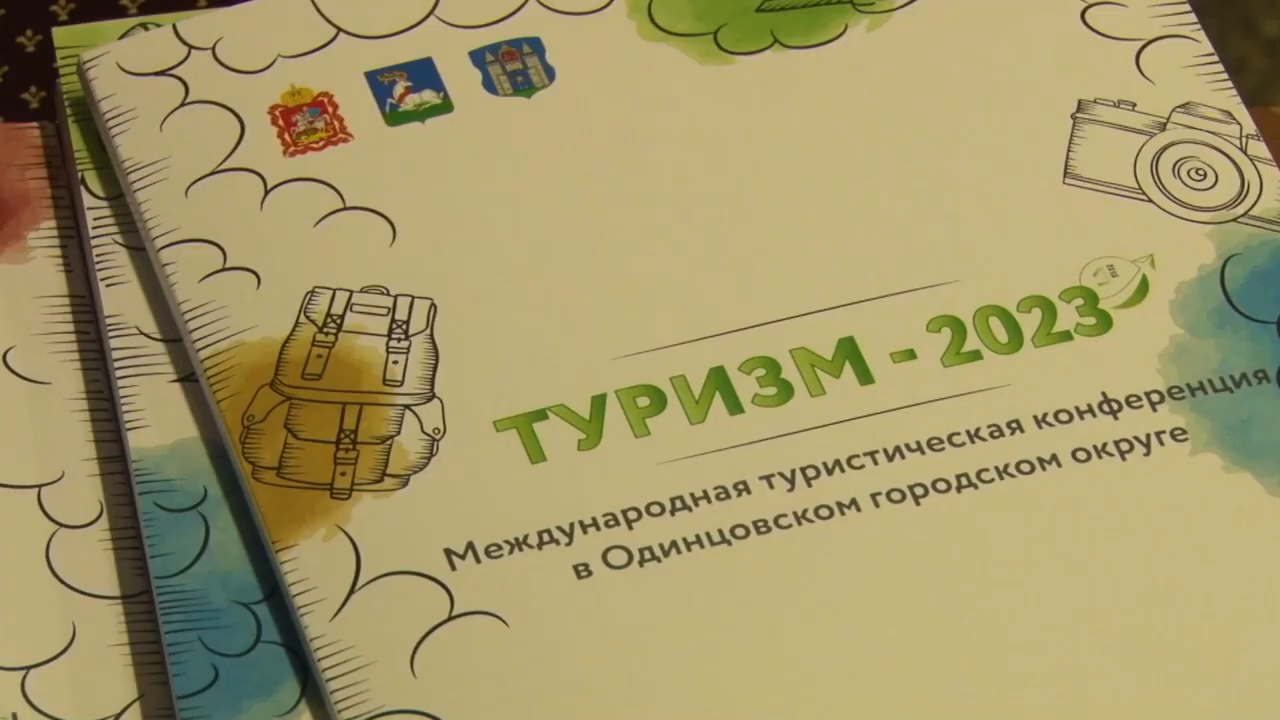 ТУРИЗМ - 2023
Международная туристическая конференция
в Одинцовском городском округе